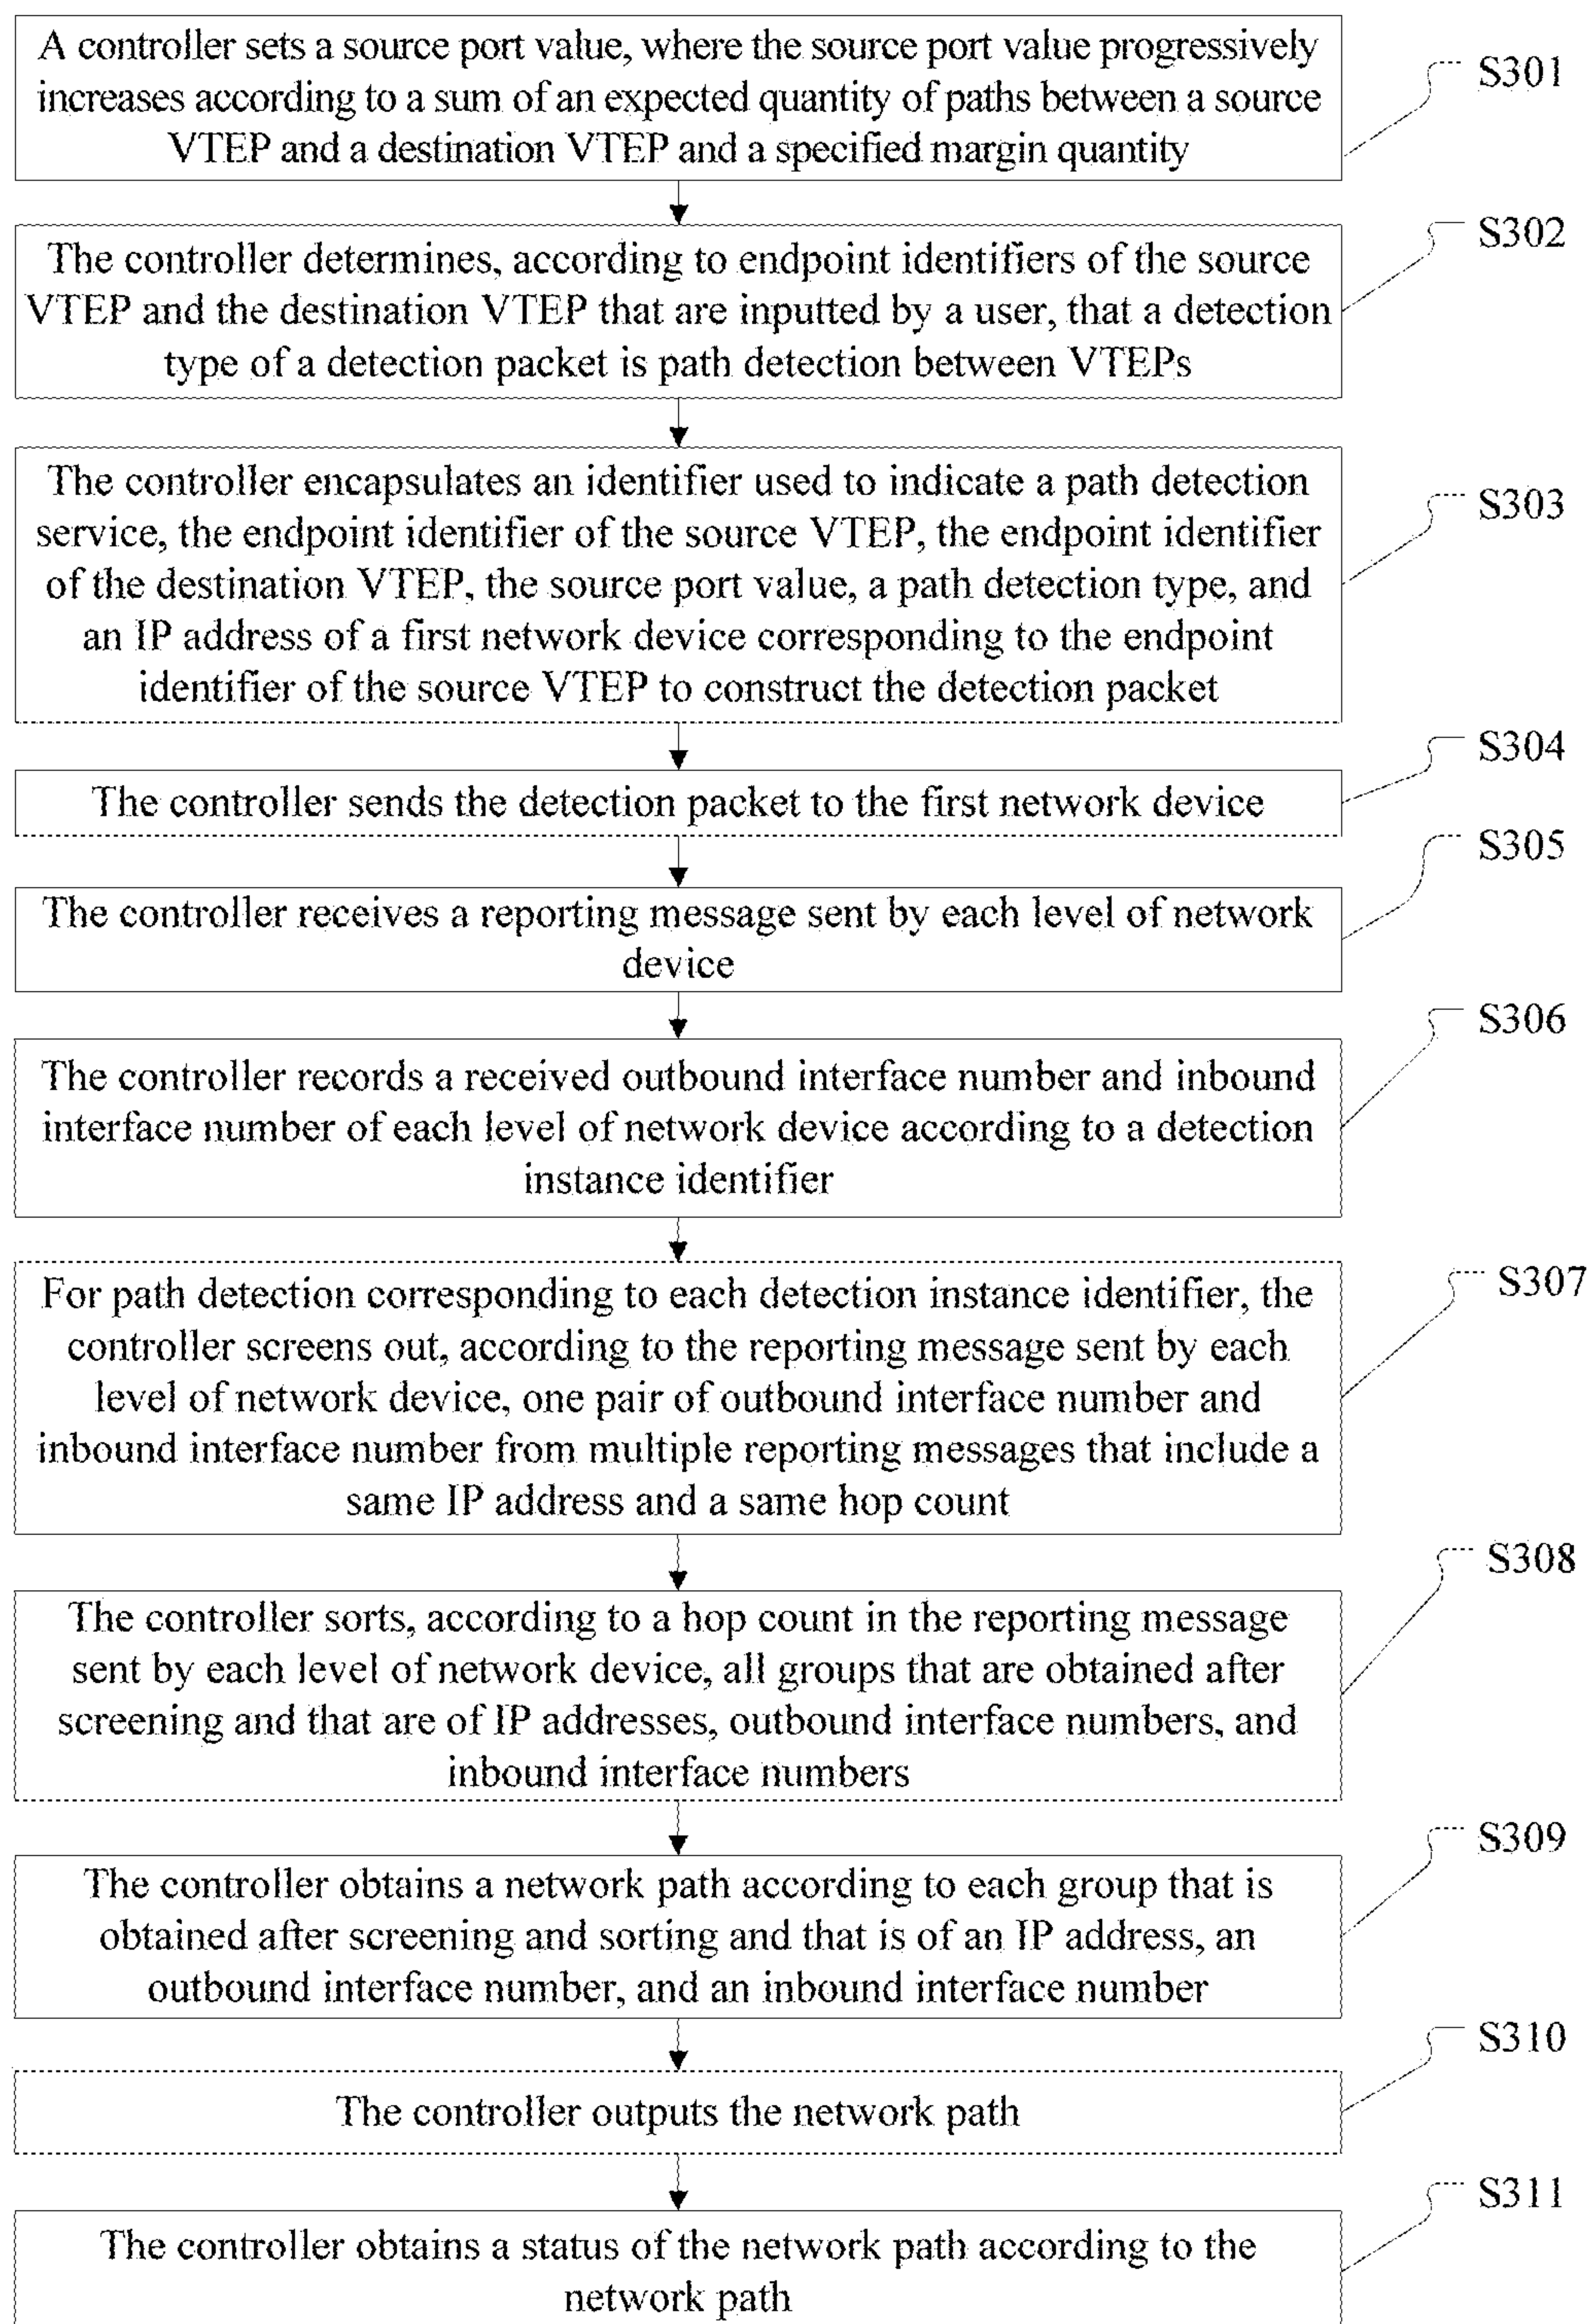 A controller sets a source port value, where the source port value progressively
increases according to a sum of an expected quantity of paths between a source
VTEP and a destination VTEP and a specified margin quantity
S301
The controller determines, according to endpoint identifiers of the source
VTEP and the destination VTEP that are inputted by a user, that a detection
type of a detection packet is path detection between VTEPs
S302
The controller encapsulates an identifier used to indicate a path detection
service, the endpoint identifier of the source VTEP, the endpoint identifier
of the destination VTEP, the source port value, a path detection type, and
an IP address of a first network device corresponding to the endpoint
identifier of the source VTEP to construct the detection packet
S303
The controller sends the detection packet to the first network device
S304
The controller receives a reporting message sent by each level of network
device
S305
The controller records a received outbound interface number and inbound
interface number of each level of network device according to a detection
instance identifier
S306
For path detection corresponding to each detection instance identifier, the
controller screens out, according to the reporting message sent by each
level of network device, one pair of outbound interface number and
inbound interface number from multiple reporting messages that include a
same IP address and a same hop count
S307
The controller sorts, according to a hop count in the reporting message
sent by each level of network device, all groups that are obtained after
screening and that are of IP addresses, outbound interface numbers, and
inbound interface numbers
S308
The controller obtains a network path according to each group that is
obtained after screening and sorting and that is of an IP address, an
outbound interface number, and an inbound interface number
S309
The controller outputs the network path
S310
The controller obtains a status of the network path according to the
network path
S311